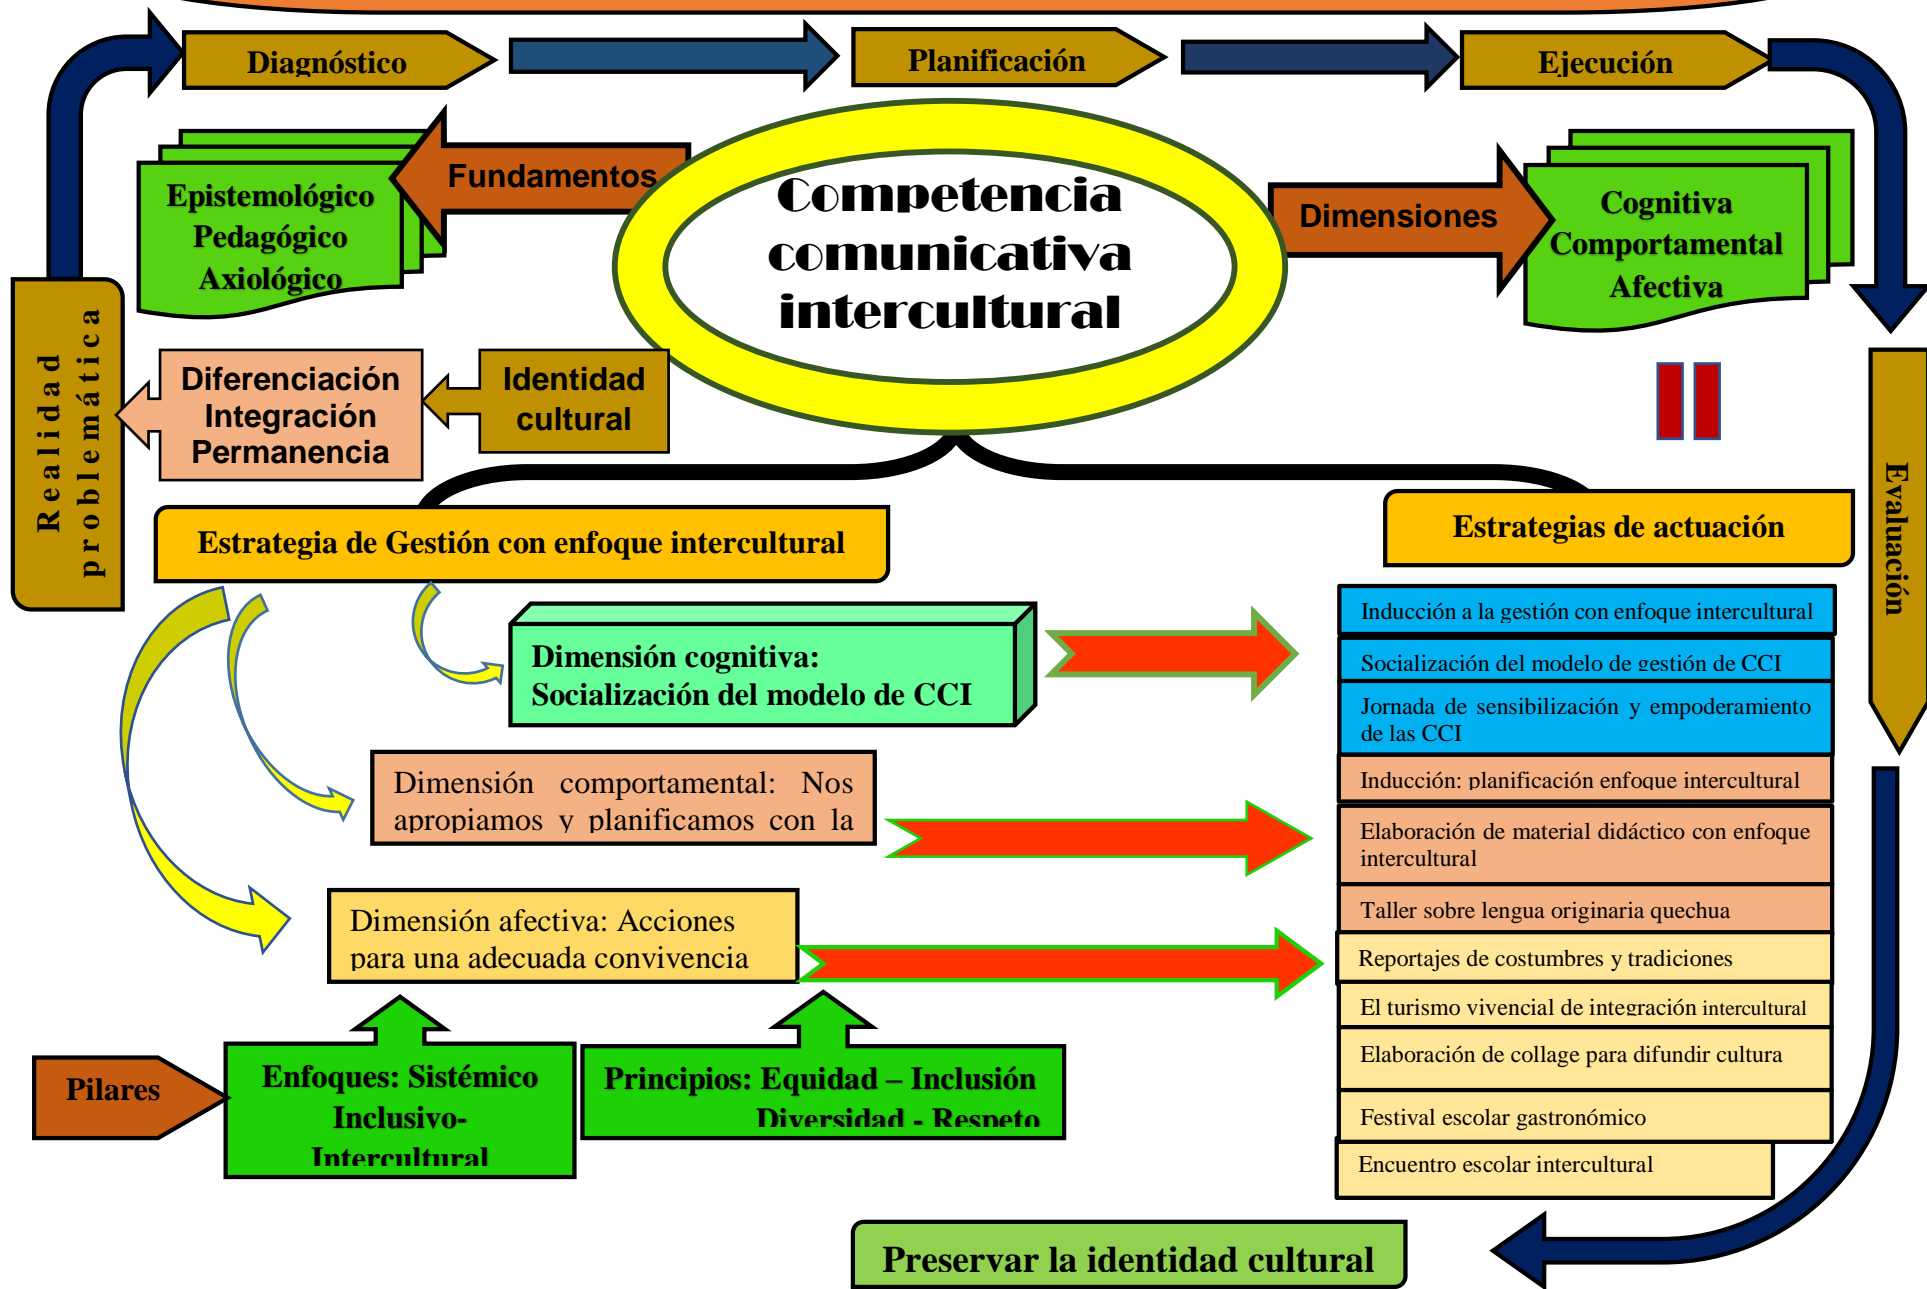 Diagnóstico
Planificación
Ejecución
Fundamentos
Epistemológico
Pedagógico
Axiológico
Competencia
comunicativa
intercultural
Dimensiones
Cognitiva
Comportamental
Afectiva
Realidad
problemática
Diferenciación
Integración
Permanencia
Identidad
cultural
Evaluación
Estrategia de Gestión con enfoque intercultural
Estrategias de actuación
Dimensión cognitiva:
Socialización del modelo de CCI
Dimensión comportamental: Nos
apropiamos y planificamos con la
Dimensión afectiva: Acciones
para una adecuada convivencia
Inducción a la gestión con enfoque intercultural
Socialización del modelo de gestión de CCI
Jornada de sensibilización y empoderamiento
de las CCI
Inducción: planificación enfoque intercultural
Elaboración de material didáctico con enfoque
intercultural
Taller sobre lengua originaria quechua
Reportajes de costumbres y tradiciones
El turismo vivencial de integración intercultural
Elaboración de collage para difundir cultura
Festival escolar gastronómico
Encuentro escolar intercultural
Pilares
Enfoques: Sistémico
Inclusivo-
Intercultural
Principios: Equidad – Inclusión
Diversidad - Respeto
Preservar la identidad cultural